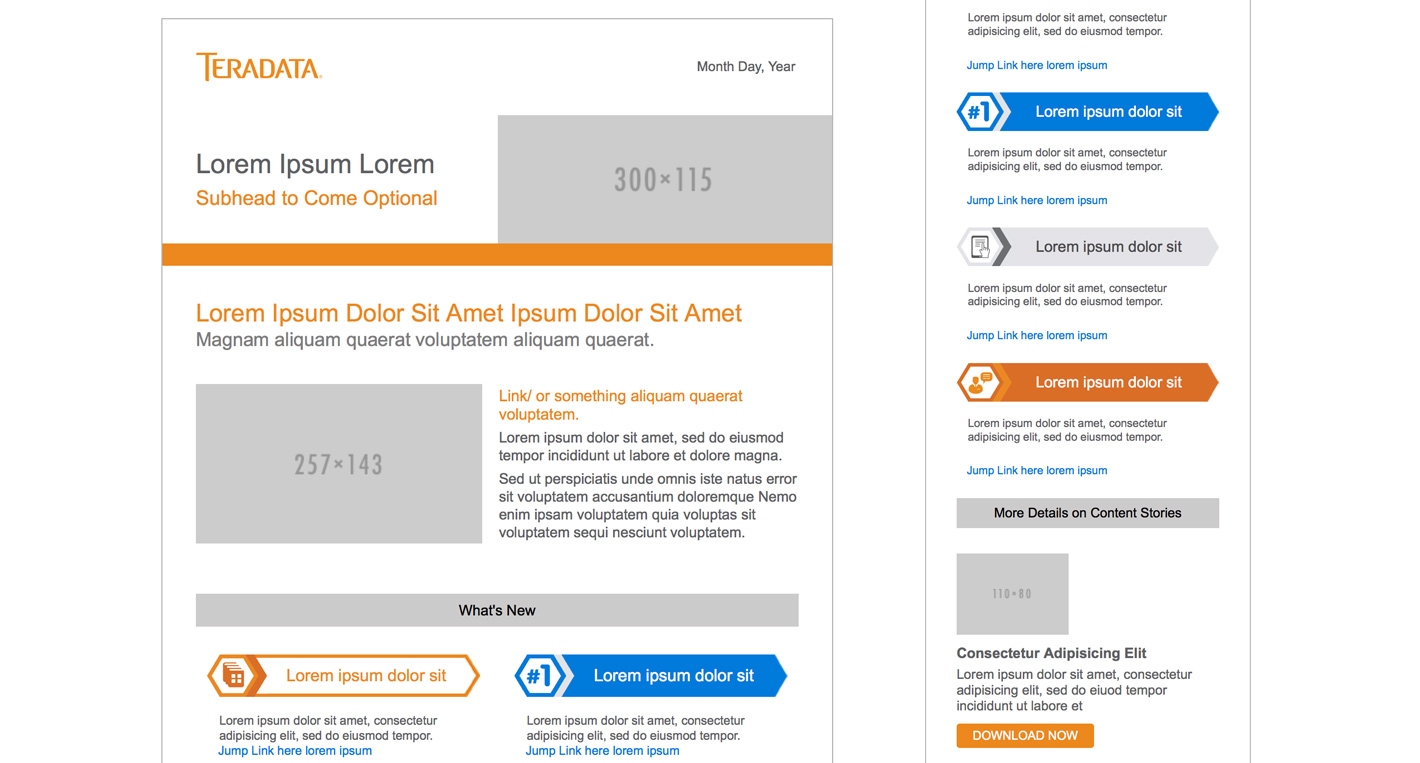 TERADATA
Month Day, Year
Lorem Ipsum Lorem
Subhead to Come Optional
300×115
Lorem Ipsum Dolor Sit Amet Ipsum Dolor Sit Amet
Magnam aliquam quaerat voluptatem aliquam quaerat.
257×143
Link/ or something aliquam quaerat
voluptatem.
Lorem ipsum dolor sit amet, sed do eiusmod
tempor incididunt ut labore et dolore magna.
Sed ut perspiciatis unde omnis iste natus error
sit voluptatem accusantium doloremque Nemo
enim ipsam voluptatem quia voluptas sit
voluptatem sequi nesciunt voluptatem.
What's New
Lorem ipsum dolor sit
Lorem ipsum dolor sit amet, consectetur
adipisicing elit, sed do eiusmod tempor.
Jump Link here lorem ipsum
#1
Lorem ipsum dolor sit
Lorem ipsum dolor sit amet, consectetur
adipisicing elit, sed do eiusmod tempor.
Jump Link here lorem ipsum
Lorem ipsum dolor sit amet, consectetur
adipisicing elit, sed do eiusmod tempor.
Jump Link here lorem ipsum
#1
Lorem ipsum dolor sit
Lorem ipsum dolor sit amet, consectetur
adipisicing elit, sed do eiusmod tempor.
Jump Link here lorem ipsum
Lorem ipsum dolor sit
Lorem ipsum dolor sit amet, consectetur
adipisicing elit, sed do eiusmod tempor.
Jump Link here lorem ipsum
Lorem ipsum dolor sit
Lorem ipsum dolor sit amet, consectetur
adipisicing elit, sed do eiusmod tempor.
Jump Link here lorem ipsum
More Details on Content Stories
110×80
Consectetur Adipisicing Elit
Lorem ipsum dolor sit amet, consectetur
adipisicing elit, sed do eiuod tempor
incididunt ut labore et
DOWNLOAD NOW